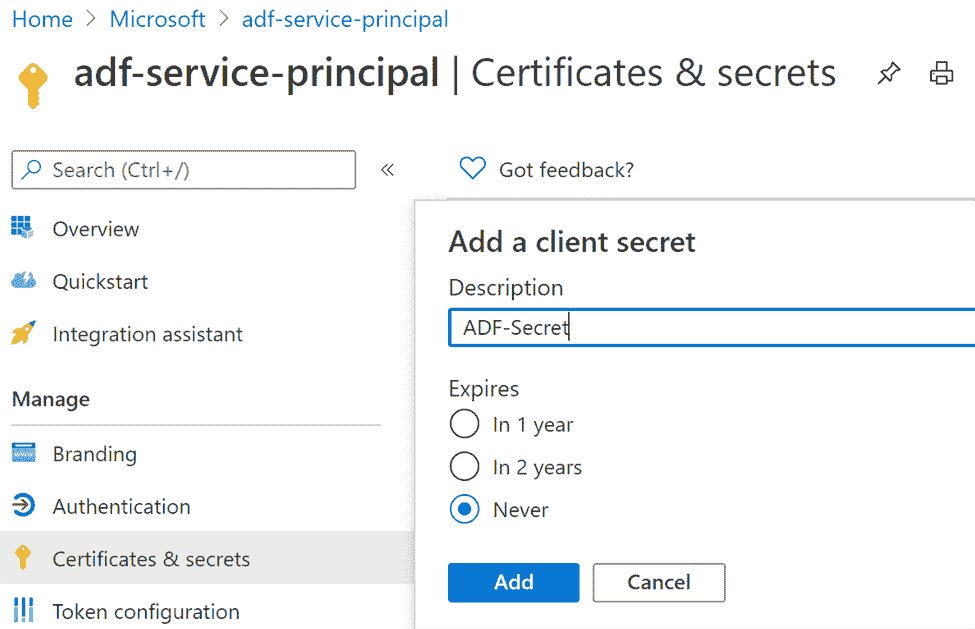 Home > Microsoft > adf-service-principal
adf-service-principal | Certificates & secrets
Search (Ctrl+/)
«
Got feedback?
Overview
Quickstart
Integration assistant
Manage
Branding
Authentication
Certificates & secrets
Token configuration
Add a client secret
Description
ADF-Secret
Expires
In 1 year
In 2 years
Never
Add
Cancel